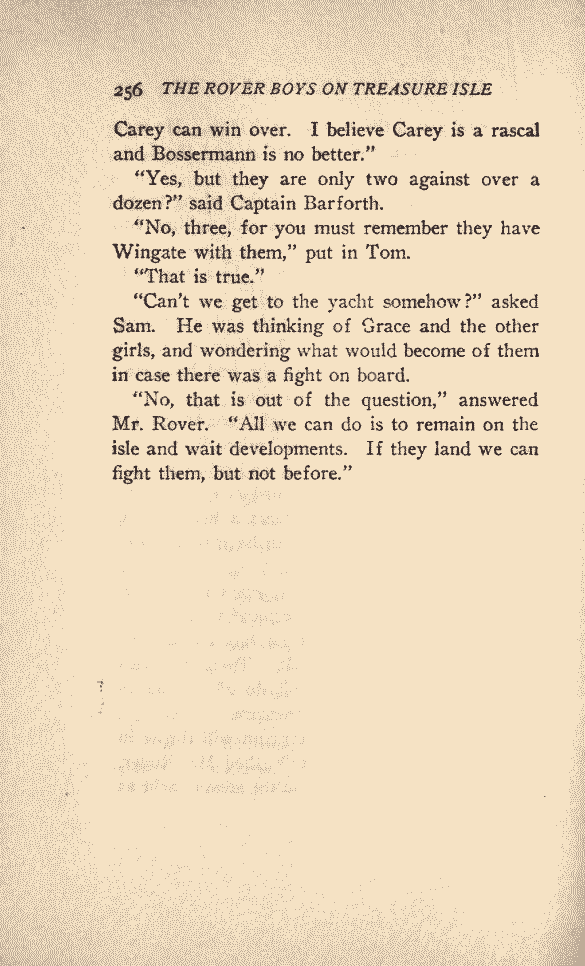 256 THE ROVER BOYS ON TREASURE ISLE
Carey can win over. I believe Carey is a rascal
and Bossermann is no better.”
“Yes, but they are only two against over a
dozen?” said Captain Barforth.
“No, three, for you must remember they have
Wingate with them,” put in Tom.
“That is true.”
“Can’t we get to the yacht somehow?” asked
Sam. He was thinking of Grace and the other
girls, and wondering what would become of them
in case there was a fight on board.
“No, that is out of the question,” answered
Mr. Rover. “All we can do is to remain on the
isle and wait developments. If they land we can
fight them, but not before.”